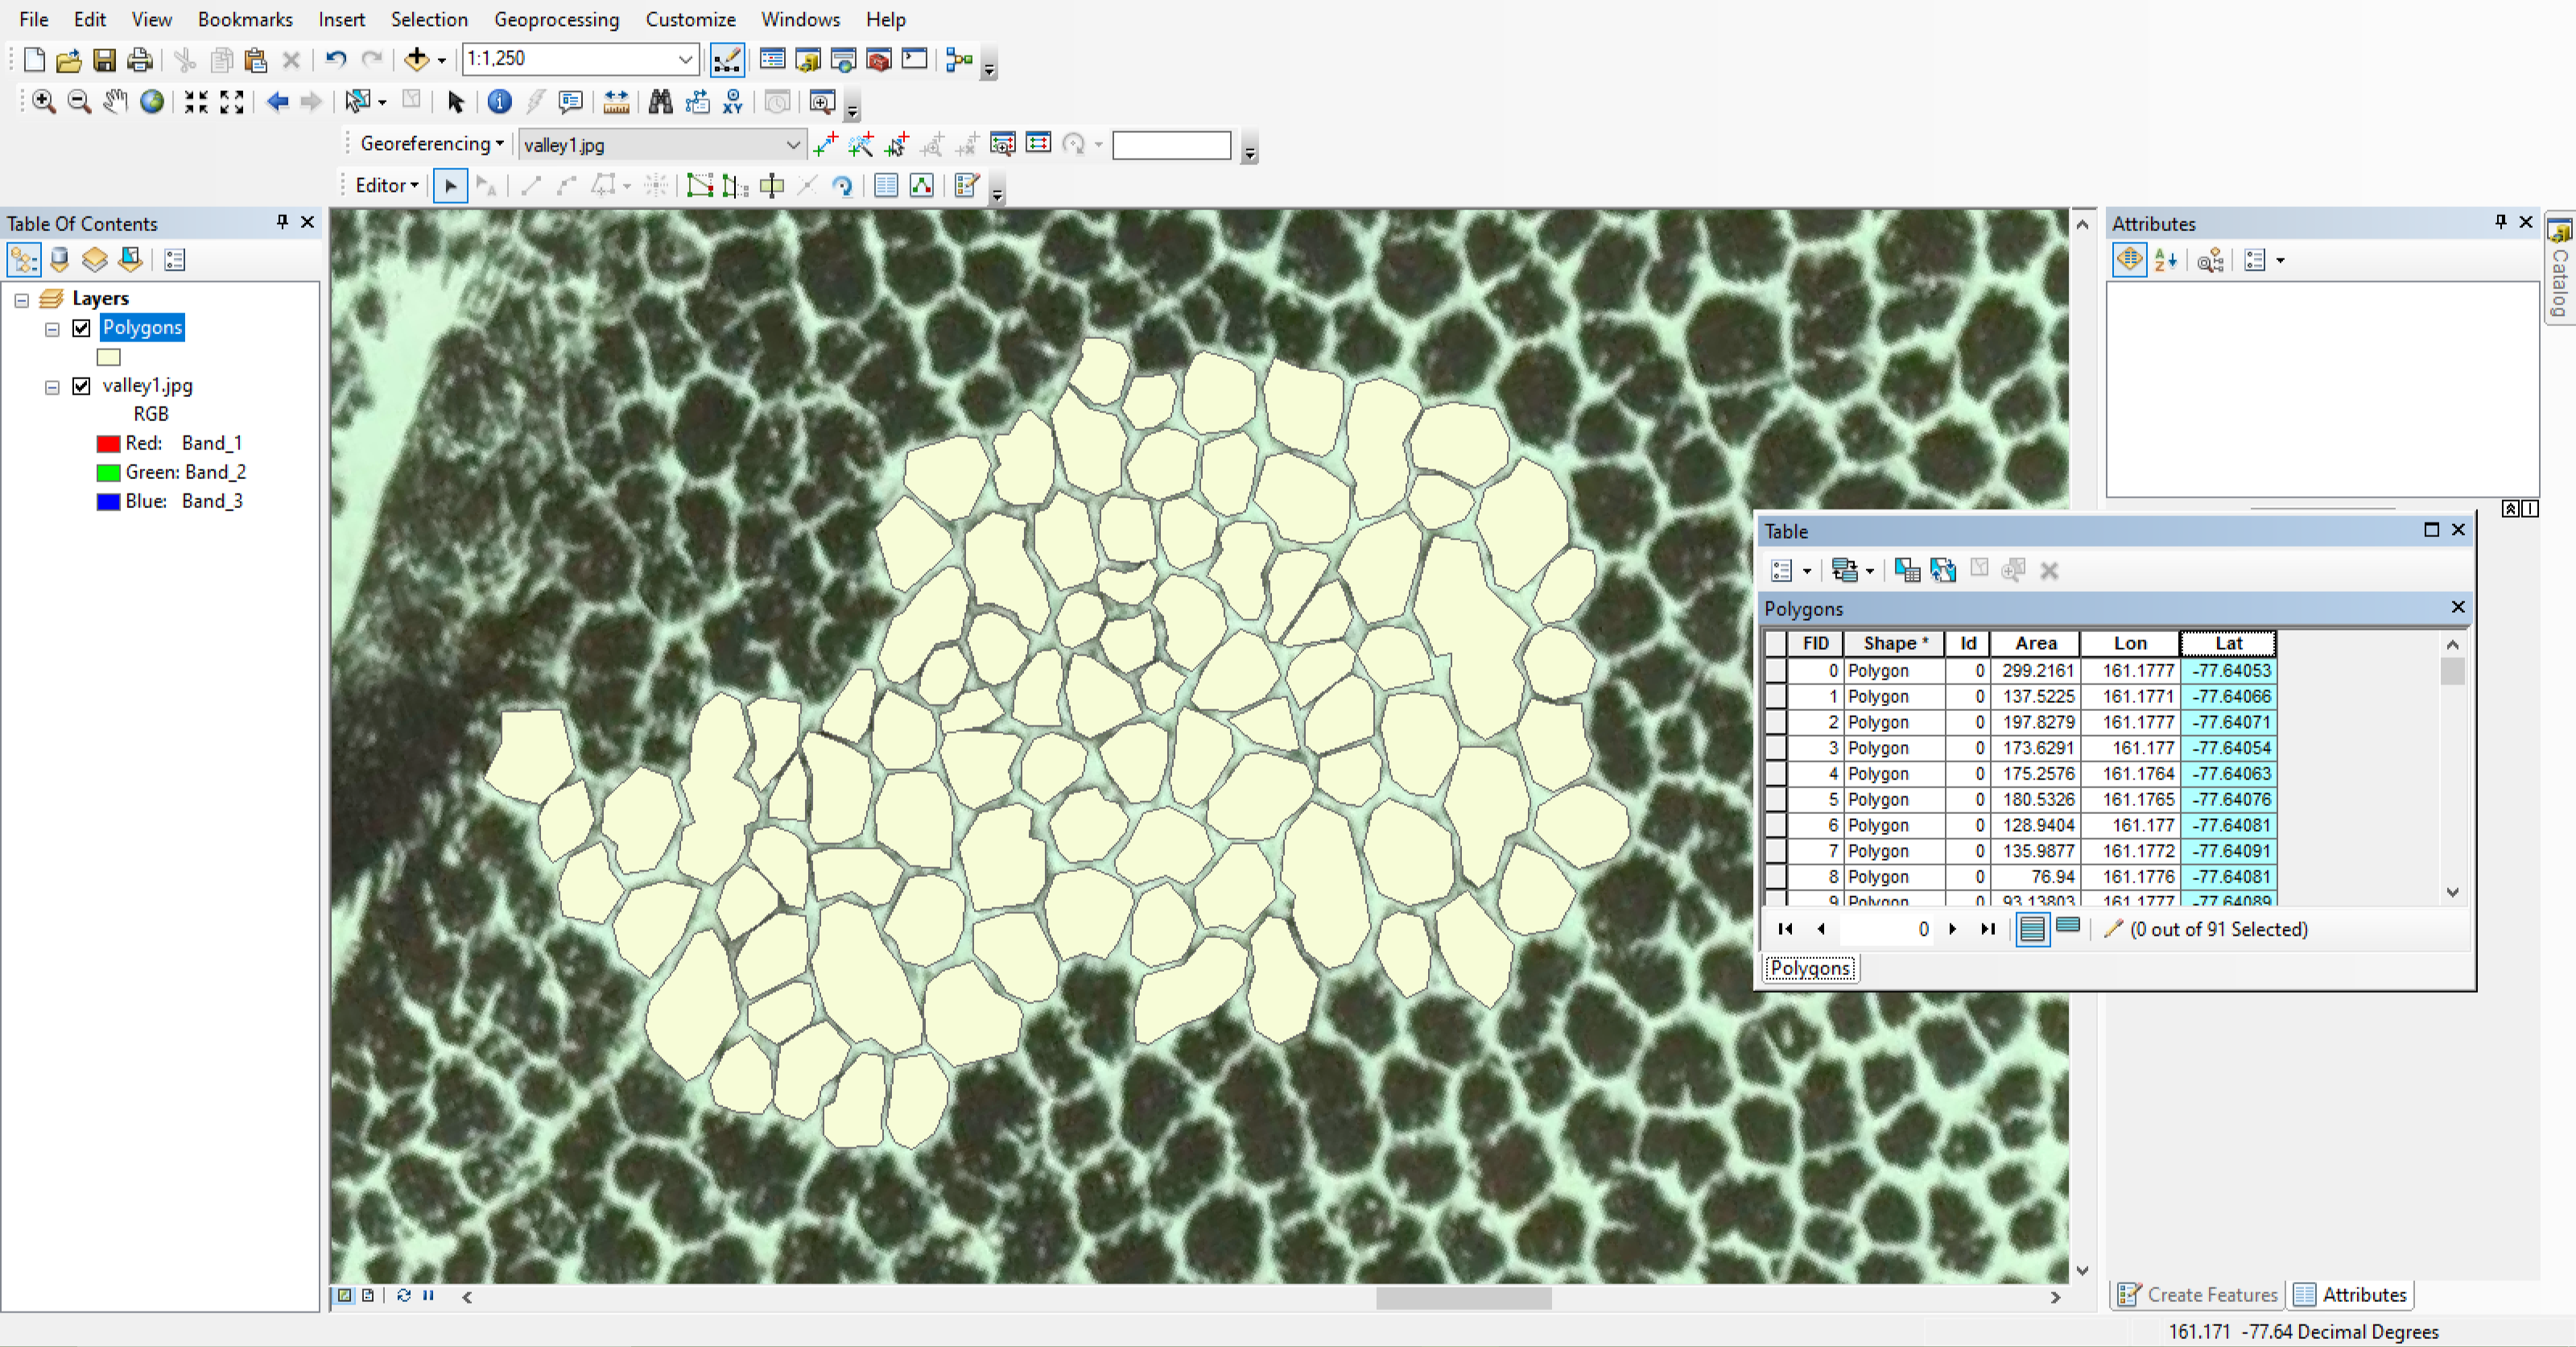 File Edit View Bookmarks Insert Selection Geoprocessing Customize Windows Help
1:1,250
XY
Georeferencing valley1.jpg
Editor
Table Of Contents
Layers
Polygons
valley1.jpg
RGB
Red: Band_1
Green: Band_2
Blue: Band_3
Attributes
Catalog
Table
Polygons
FID Shape * Id Area Lon Lat
0 Polygon 0 299.2161 161.1777 -77.64053
1 Polygon 0 137.5225 161.1771 -77.64066
2 Polygon 0 197.8279 161.1777 -77.64071
3 Polygon 0 173.6291 161.177 -77.64054
4 Polygon 0 175.2576 161.1764 -77.64063
5 Polygon 0 180.5326 161.1765 -77.64076
6 Polygon 0 128.9404 161.177 -77.64081
7 Polygon 0 135.9877 161.1772 -77.64091
8 Polygon 0 76.94 161.1776 -77.64081
9 Polygon 0 93.13803 161.1777 -77.64089
0 (0 out of 91 Selected)
Polygons
Create Features Attributes
161.171 -77.64 Decimal Degrees